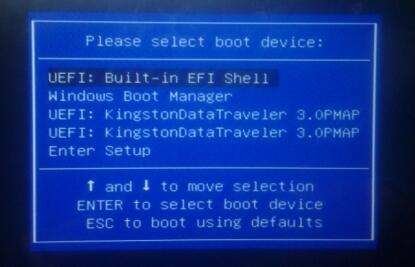 Please select boot device:
UEFI: Built-in EFI Shell
Windows Boot Manager
UEFI: KingstonDataTraveler 3.0PMAP
UEFI: KingstonDataTraveler 3.0PMAP
Enter Setup
↑ and ↓ to move selection
ENTER to select boot device
ESC to boot using defaults